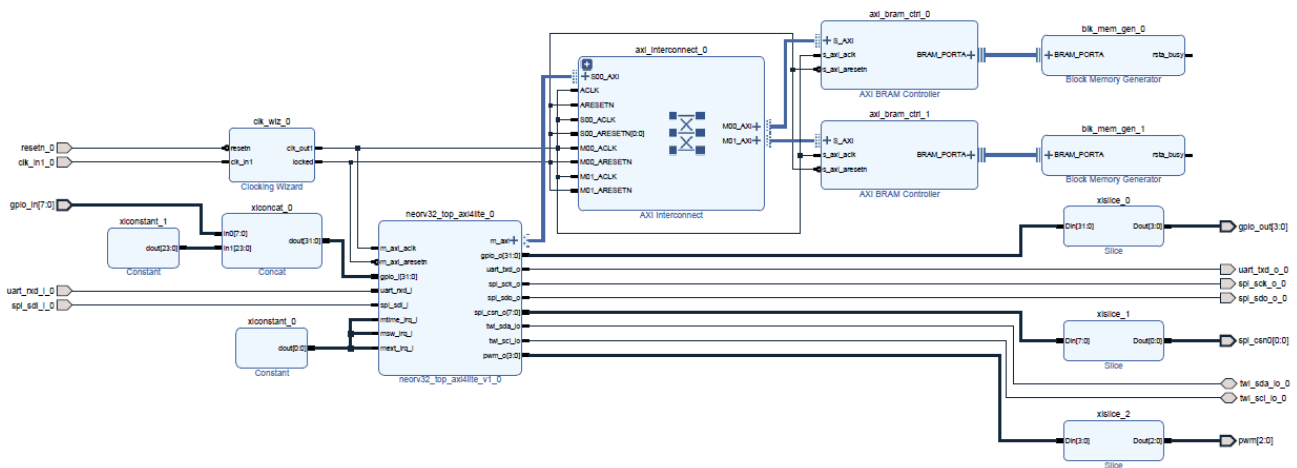 resetn_0
clk_in1_0
gpio_in[7:0]
uart_rxd_i_0
spi_sdi_i_0
clk_wiz_0
resetn
clk_in1
clk_out1
locked
Clocking Wizard
xlconstant_1
dout[23:0]
Constant
xlconcat_0
In0[7:0]
In1[23:0]
dout[31:0]
Concat
xlconstant_0
dout[0:0]
Constant
neorv32_top_axi4lite_0
m_axi_aclk
m_axi_aresetn
gpio_i[31:0]
uart_rxd_i
spi_sdi_i
mtime_irq_i
msw_irq_i
mext_irq_i
m_axi
gpio_o[31:0]
uart_txd_o
spi_sck_o
spi_sdo_o
spi_csn_o[7:0]
twi_sda_io
twi_scl_io
pwm_o[3:0]
neorv32_top_axi4lite_v1_0
axi_interconnect_0
S00_AXI
ACLK
ARESETN
S00_ACLK
S00_ARESETN[0:0]
M00_ACLK
M00_ARESETN
M01_ACLK
M01_ARESETN
M00_AXI
M01_AXI
AXI Interconnect
axi_bram_ctrl_0
S_AXI
s_axi_aclk
s_axi_aresetn
BRAM_PORTA
AXI BRAM Controller
blk_mem_gen_0
BRAM_PORTA
rsta_busy
Block Memory Generator
axi_bram_ctrl_1
S_AXI
s_axi_aclk
s_axi_aresetn
BRAM_PORTA
AXI BRAM Controller
blk_mem_gen_1
BRAM_PORTA
rsta_busy
Block Memory Generator
xlslice_0
Din[31:0]
Dout[3:0]
Slice
xlslice_1
Din[7:0]
Dout[0:0]
Slice
xlslice_2
Din[3:0]
Dout[2:0]
Slice
gpio_out[3:0]
uart_txd_o_0
spi_sck_o_0
spi_sdo_o_0
spi_csn0[0:0]
twi_sda_io_0
twi_scl_io_0
pwm[2:0]